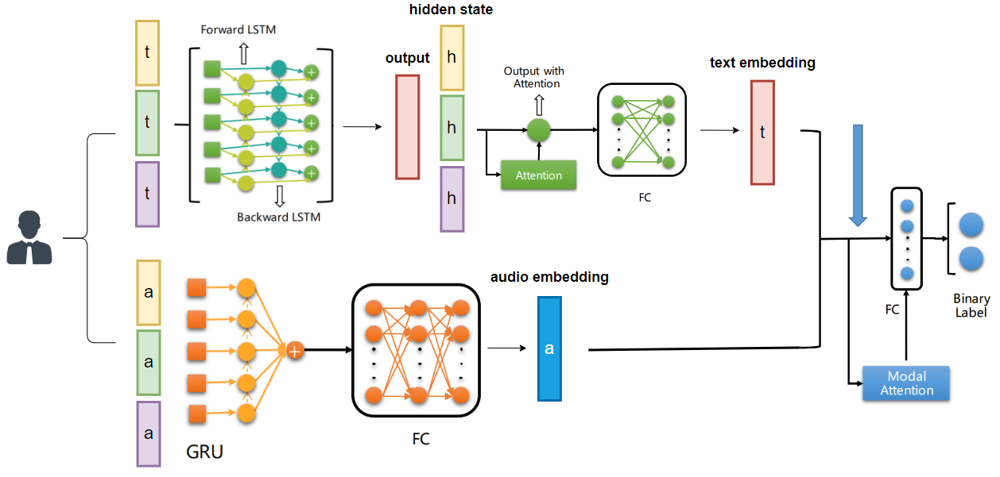 hidden state
Forward LSTM
t
t
t
Backward LSTM
output
h
h
h
Output with
Attention
Attention
FC
text embedding
t
a
a
a
GRU
FC
audio embedding
a
FC
Binary
Label
Modal
Attention